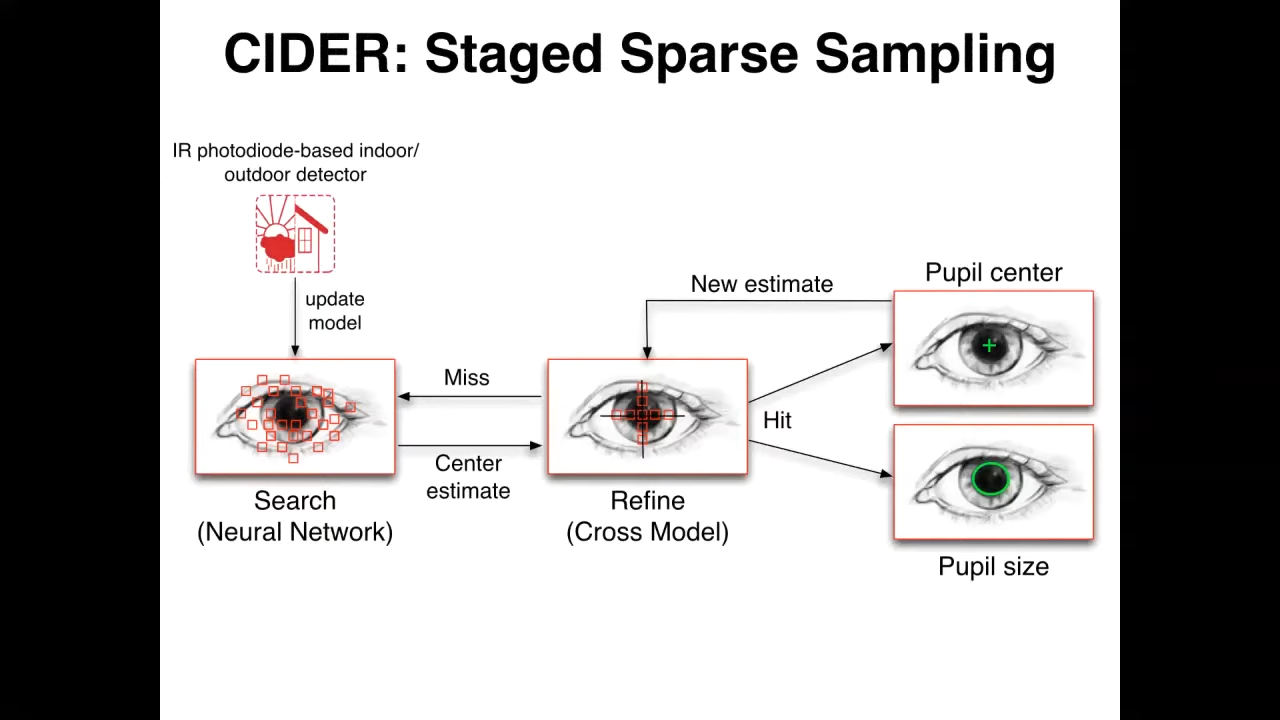 CIDER: Staged Sparse Sampling
IR photodiode-based indoor/
outdoor detector
update
model
New estimate
Pupil center
Miss
Hit
Center
estimate
Search
(Neural Network)
Refine
(Cross Model)
Pupil size